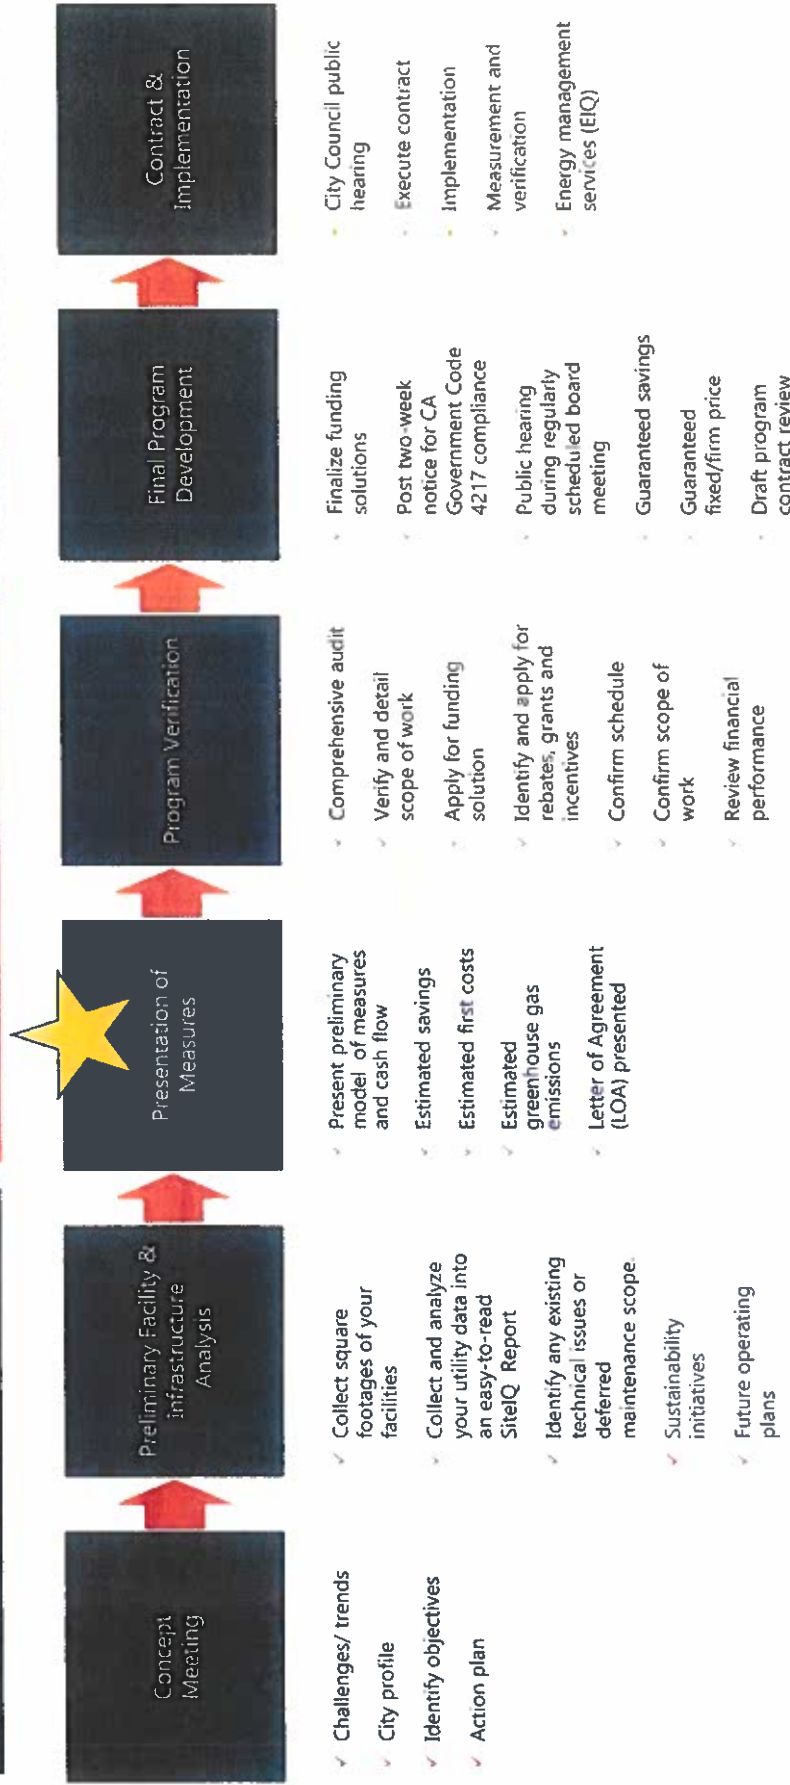 Concept
Meeting
✓ Challenges/ trends
✓ City profile
✓ Identify objectives
✓ Action plan
Preliminary Facility &
Infrastructure
Analysis
✓ Collect square
footages of your
facilities
✓ Collect and analyze
your utility data into
an easy-to-read
SiteIQ Report
✓ Identify any existing
technical issues or
deferred
maintenance scope.
✓ Sustainability
initiatives
✓ Future operating
plans
Presentation of
Measures
✓ Present preliminary
model of measures
and cash flow
✓ Estimated savings
✓ Estimated first costs
✓ Estimated
greenhouse gas
emissions
✓ Letter of Agreement
(LOA) presented
Program Verification
✓ Comprehensive audit
✓ Verify and detail
scope of work
Apply for funding
solution
✓ Identify and apply for
rebates, grants and
incentives
✓ Confirm schedule
✓ Confirm scope of
work
✓ Review financial
performance
Final Program
Development
Finalize funding
solutions
Post two-week
notice for CA
Government Code
4217 compliance
Public hearing
during regularly
scheduled board
meeting
Guaranteed savings
Guaranteed
fixed/firm price
Draft program
contract review
Contract &
Implementation
City Council public
hearing
Execute contract
Implementation
Measurement and
verification
Energy management
services (EIQ)